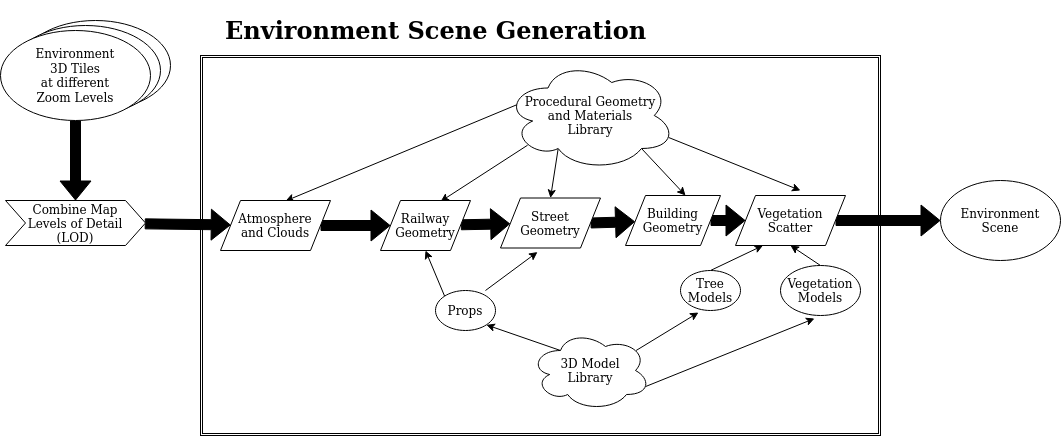 Environment Scene Generation
Environment
3D Tiles
at different
Zoom Levels
Procedural Geometry
and Materials
Library
Combine Map
Levels of Detail
(LOD)
Atmosphere
and Clouds
Railway
Geometry
Street
Geometry
Building
Geometry
Vegetation
Scatter
Environment
Scene
Props
Tree
Models
Vegetation
Models
3D Model
Library